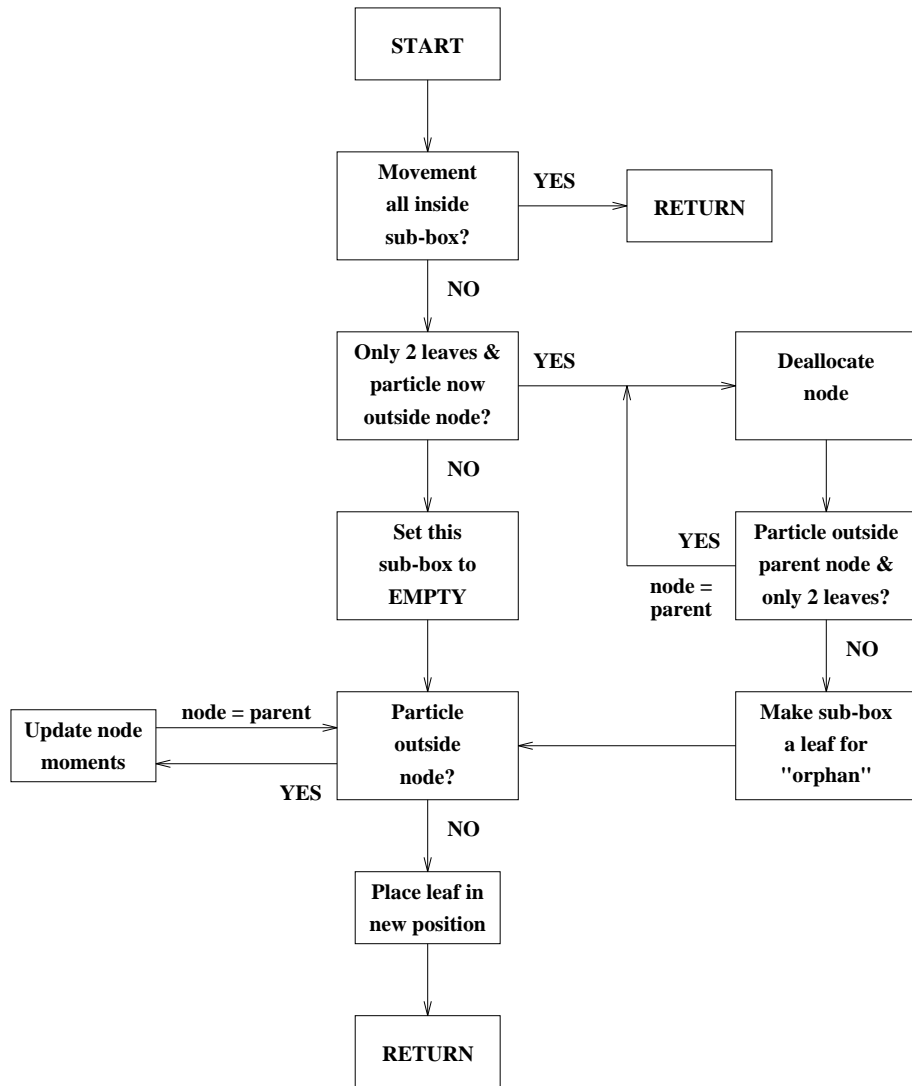 START
Movement
all inside
sub-box?
YES
RETURN
NO
Only 2 leaves &
particle now
outside node?
YES
Deallocate
node
NO
Set this
sub-box to
EMPTY
YES
node =
parent
Particle outside
parent node &
only 2 leaves?
NO
Update node
moments
node = parent
YES
Particle
outside
node?
Make sub-box
a leaf for
"orphan"
NO
Place leaf in
new position
RETURN